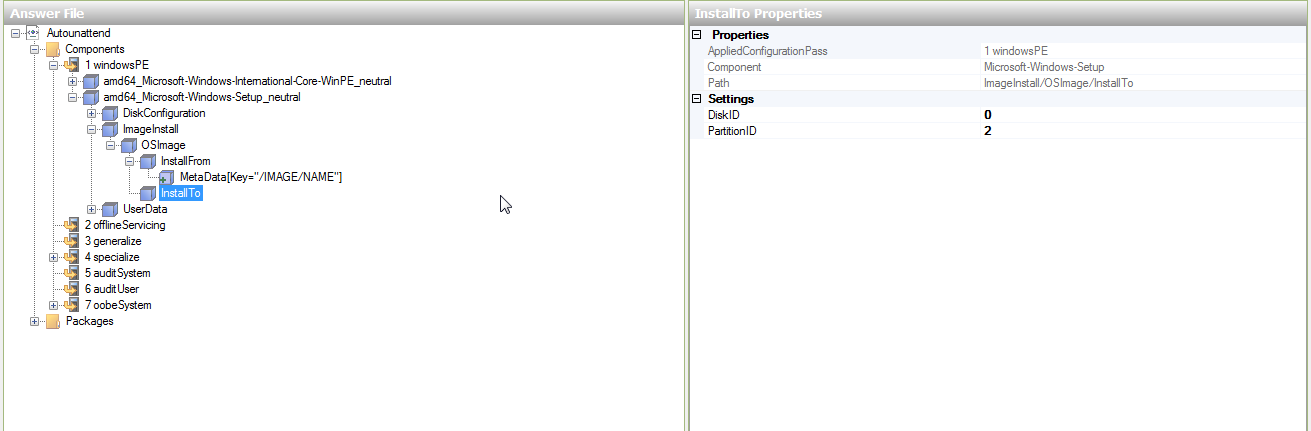 Answer File
Autounattend
Components
1 windowsPE
amd64_Microsoft-Windows-International-Core-WinPE_neutral
amd64_Microsoft-Windows-Setup_neutral
DiskConfiguration
ImageInstall
OSImage
InstallFrom
MetaData[Key="/IMAGE/NAME"]
InstallTo
UserData
2 offlineServicing
3 generalize
4 specialize
5 auditSystem
6 auditUser
7 oobeSystem
Packages
InstallTo Properties
Properties
AppliedConfigurationPass 1 windowsPE
Component Microsoft-Windows-Setup
Path ImageInstall/OSImage/InstallTo
Settings
DiskID 0
PartitionID 2